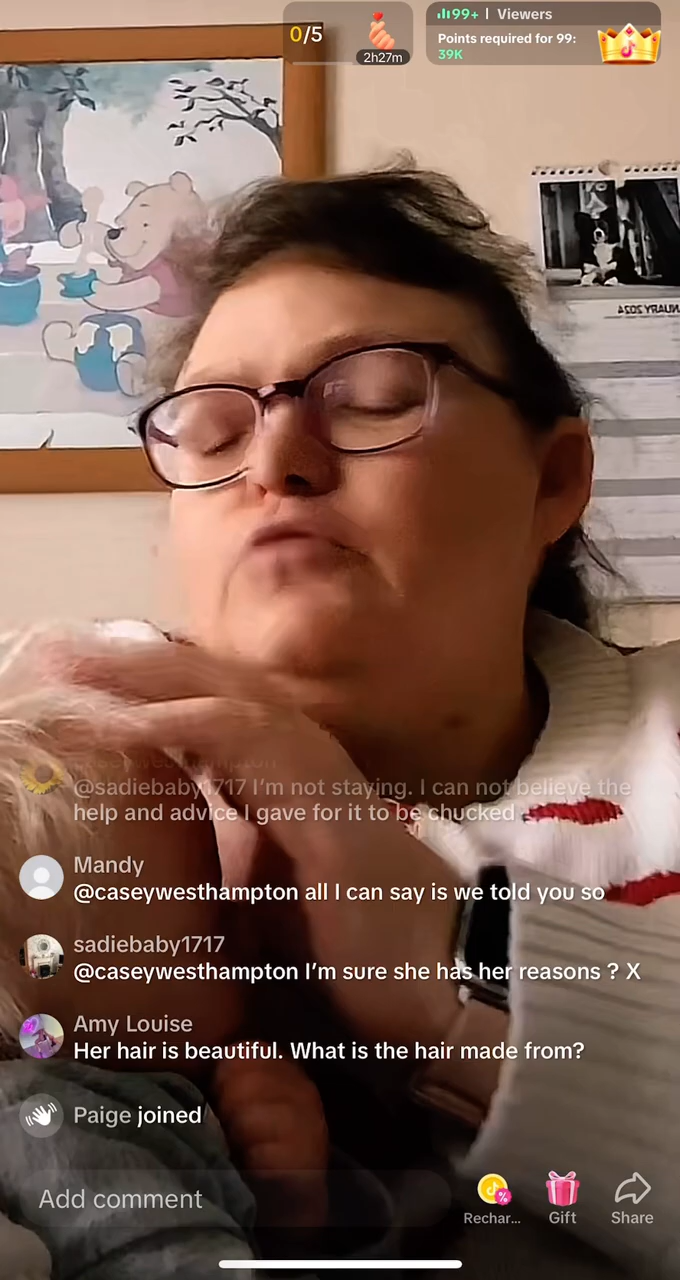 0/5
2h27m
99+ | Viewers
Points required for 99:
39K
JANUARY 2024
caseywesthampton
@sadiebaby1717 I'm not staying. I can not believe the
help and advice I gave for it to be chucked
Mandy
@caseywesthampton all I can say is we told you so
sadiebaby1717
@caseywesthampton I'm sure she has her reasons ? X
Amy Louise
Her hair is beautiful. What is the hair made from?
Paige joined
Add comment
Rechar...
Gift
Share